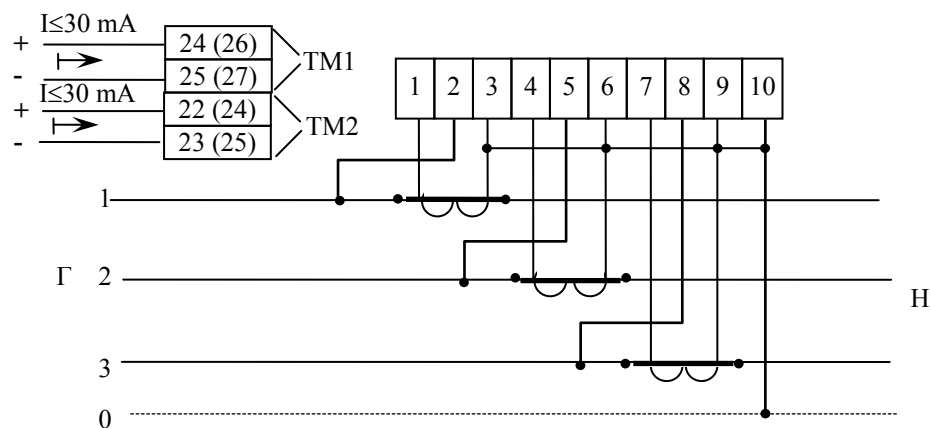 I≤30 mA
+ 24 (26)
- 25 (27)
TM1
I≤30 mA
+ 22 (24)
- 23 (25)
TM2
1 2 3 4 5 6 7 8 9 10
1
Г 2
Н
3
0